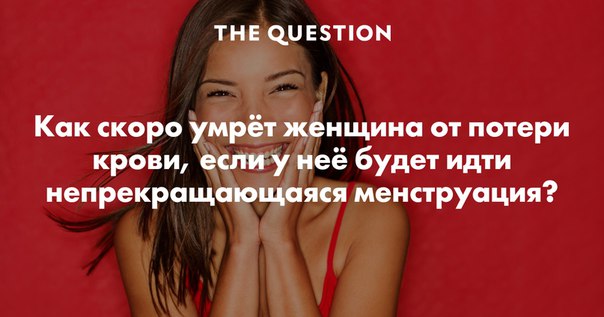 THE QUESTION
Как скоро умрёт женщина от потери
крови, если у неё будет идти
непрекращающаяся менструация?